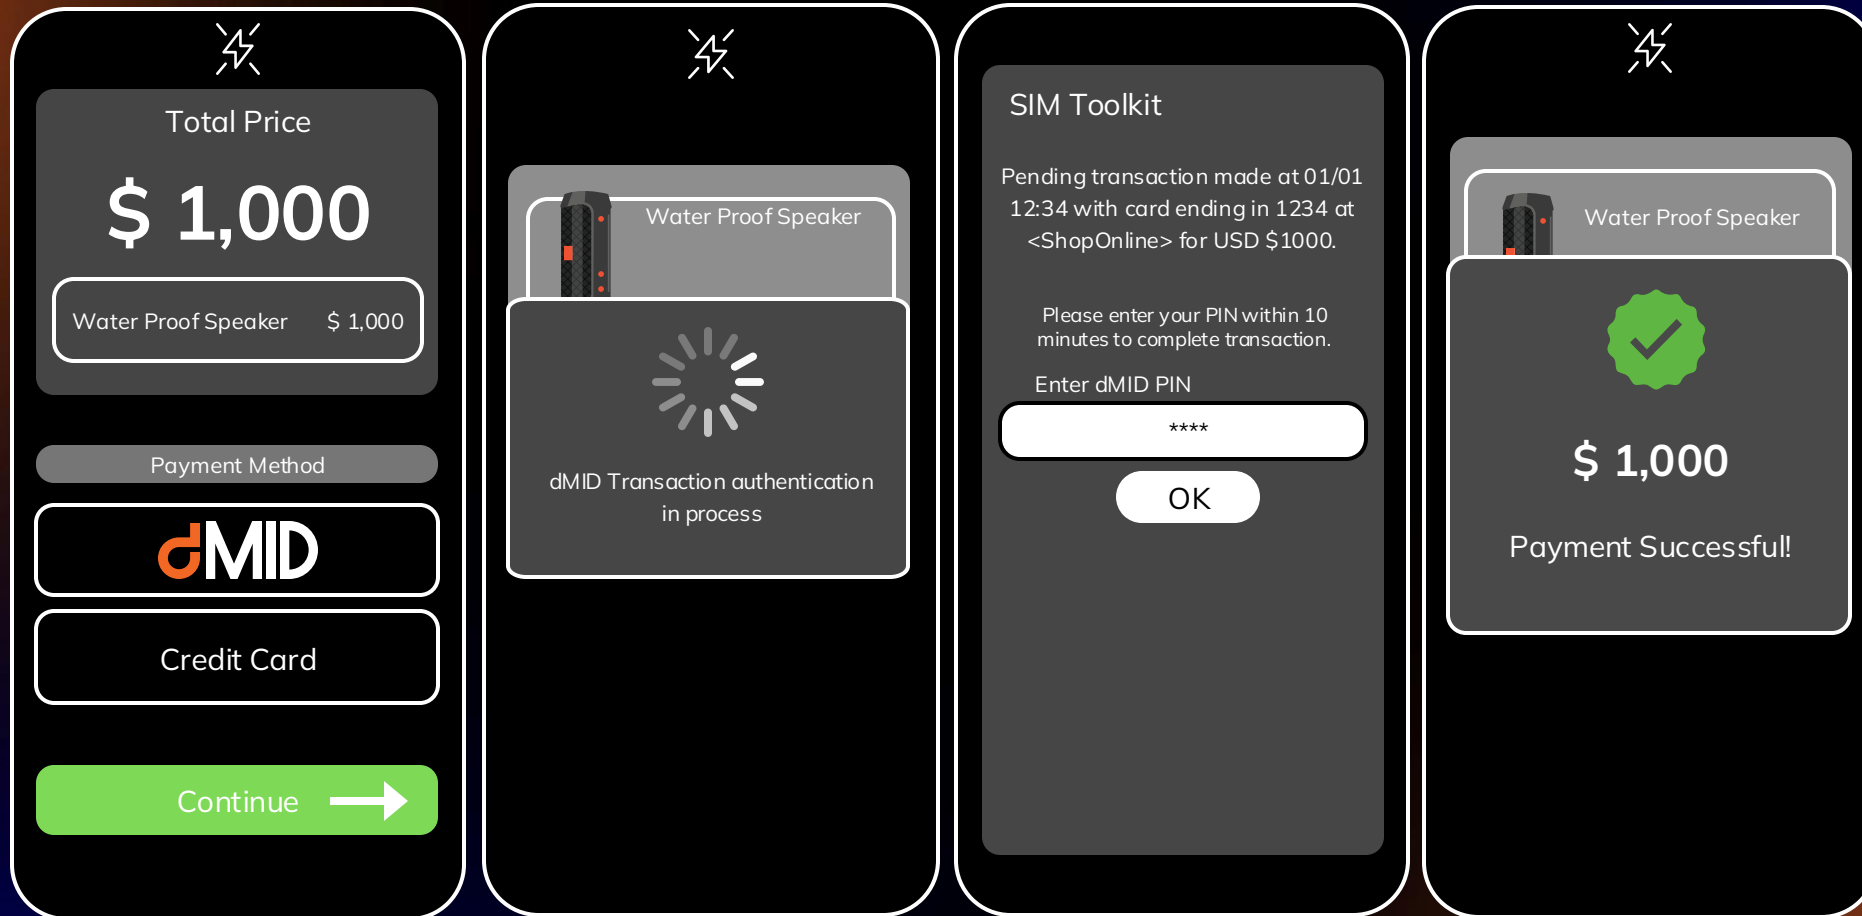 Total Price
$ 1,000
Water Proof Speaker $ 1,000
Payment Method
dMID
Credit Card
Continue
Water Proof Speaker
dMID Transaction authentication
in process
SIM Toolkit
Pending transaction made at 01/01
12:34 with card ending in 1234 at
<ShopOnline> for USD $1000.
Please enter your PIN within 10
minutes to complete transaction.
Enter dMID PIN
****
OK
Water Proof Speaker
$ 1,000
Payment Successful!